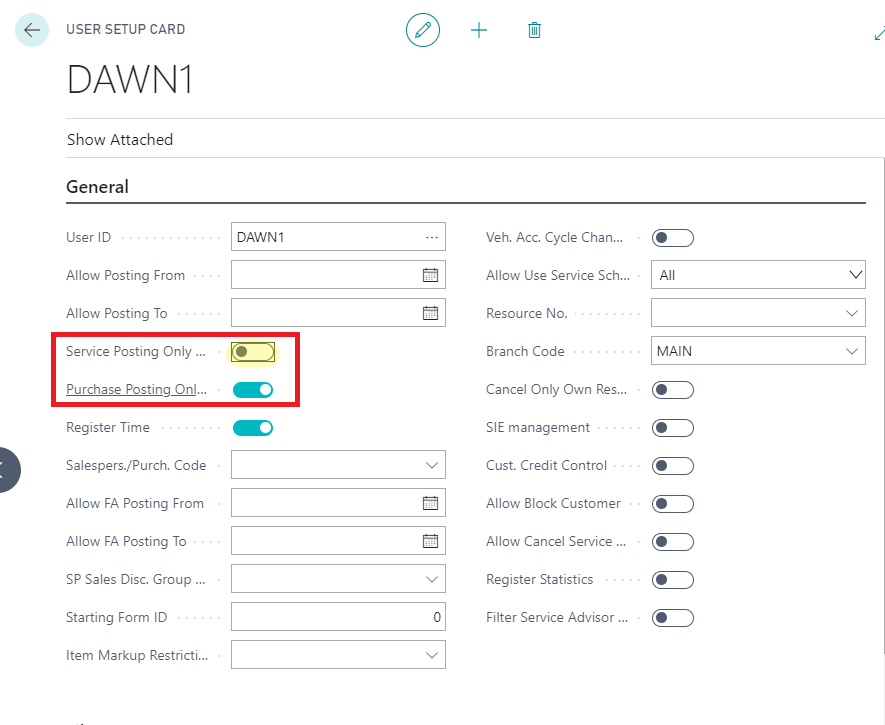 USER SETUP CARD
DAWN1
Show Attached
General
User ID DAWN1 ...
Allow Posting From
Allow Posting To
Service Posting Only ...
Purchase Posting Onl...
Register Time
Salespers./Purch. Code
Allow FA Posting From
Allow FA Posting To
SP Sales Disc. Group ...
Starting Form ID 0
Item Markup Restricti...
Veh. Acc. Cycle Chan...
Allow Use Service Sch... All
Resource No.
Branch Code MAIN
Cancel Only Own Res...
SIE management
Cust. Credit Control
Allow Block Customer
Allow Cancel Service ...
Register Statistics
Filter Service Advisor ...